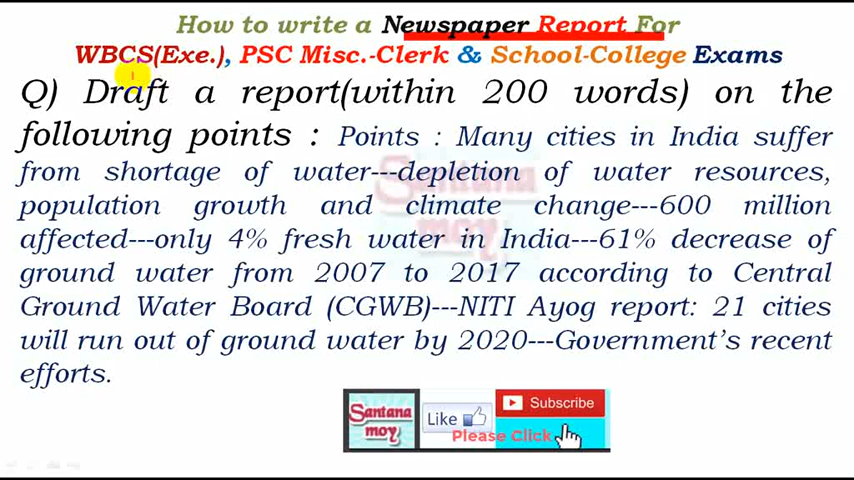 How to write a Newspaper Report For
WBCS(Exe.), PSC Misc.-Clerk & School-College Exams
Q) Draft a report(within 200 words) on the
following points : Points : Many cities in India suffer
from shortage of water---depletion of water resources,
population growth and climate change---600 million
affected---only 4% fresh water in India---61% decrease of
ground water from 2007 to 2017 according to Central
Ground Water Board (CGWB)---NITI Ayog report: 21 cities
will run out of ground water by 2020---Government's recent
efforts.
Santana
moy
Santana
moy
Like
Subscribe
Please Click